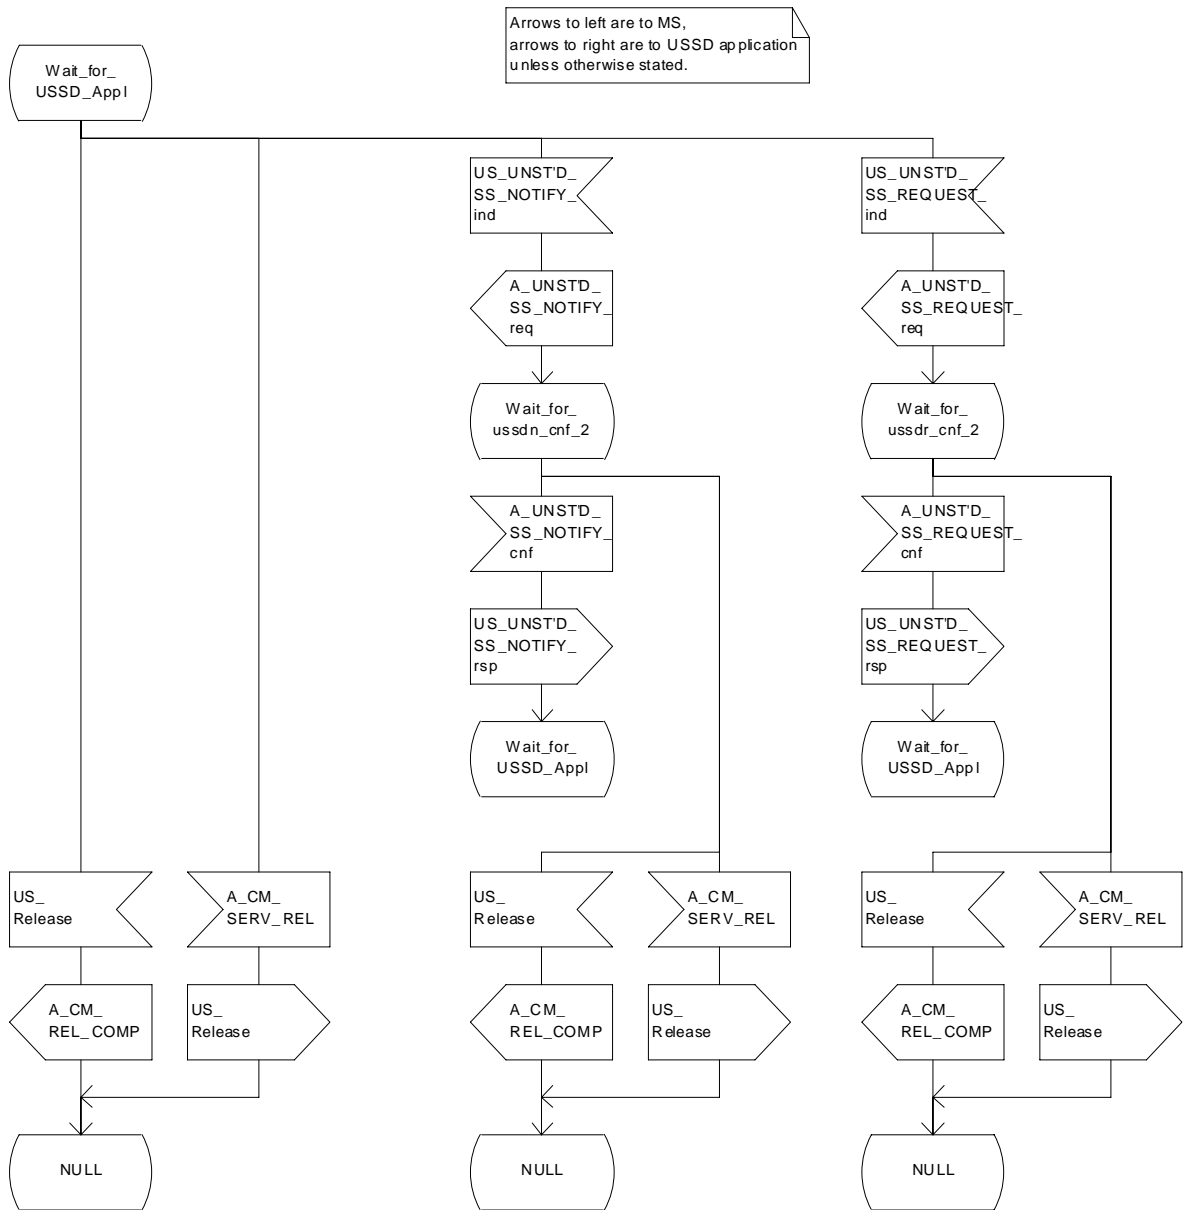 Arrows to left are to MS,
arrows to right are to USSD application
unless otherwise stated.
Wait_for_
USSD_Appl
US_UNST'D_
SS_NOTIFY_
ind
US_UNST'D_
SS_REQUEST_
ind
A_UNST'D_
SS_NOTIFY_
req
A_UNST'D_
SS_REQUEST_
req
Wait_for_
ussdn_cnf_2
Wait_for_
ussdr_cnf_2
A_UNST'D_
SS_NOTIFY_
cnf
A_UNST'D_
SS_REQUEST_
cnf
US_UNST'D_
SS_NOTIFY_
rsp
US_UNST'D_
SS_REQUEST_
rsp
Wait_for_
USSD_Appl
Wait_for_
USSD_Appl
US_
Release
A_CM_
SERV_REL
US_
Release
A_CM_
SERV_REL
US_
Release
A_CM_
SERV_REL
A_CM_
REL_COMP
US_
Release
A_CM_
REL_COMP
US_
Release
A_CM_
REL_COMP
US_
Release
NULL
NULL
NULL